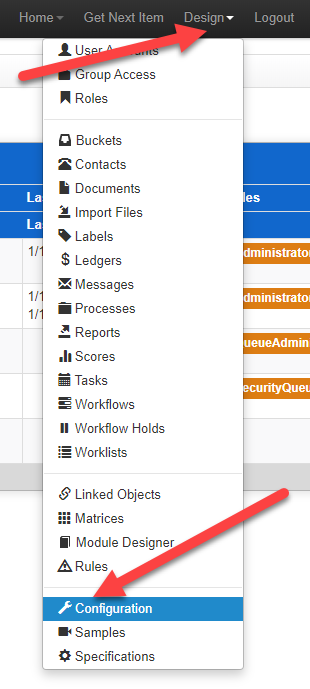 Home Get Next Item Design Logout
User Accounts
Group Access
Roles
Buckets
Contacts
Documents
Import Files
Labels
Ledgers
Messages
Processes
Reports
Scores
Tasks
Workflows
Workflow Holds
Worklists
Linked Objects
Matrices
Module Designer
Rules
Configuration
Samples
Specifications